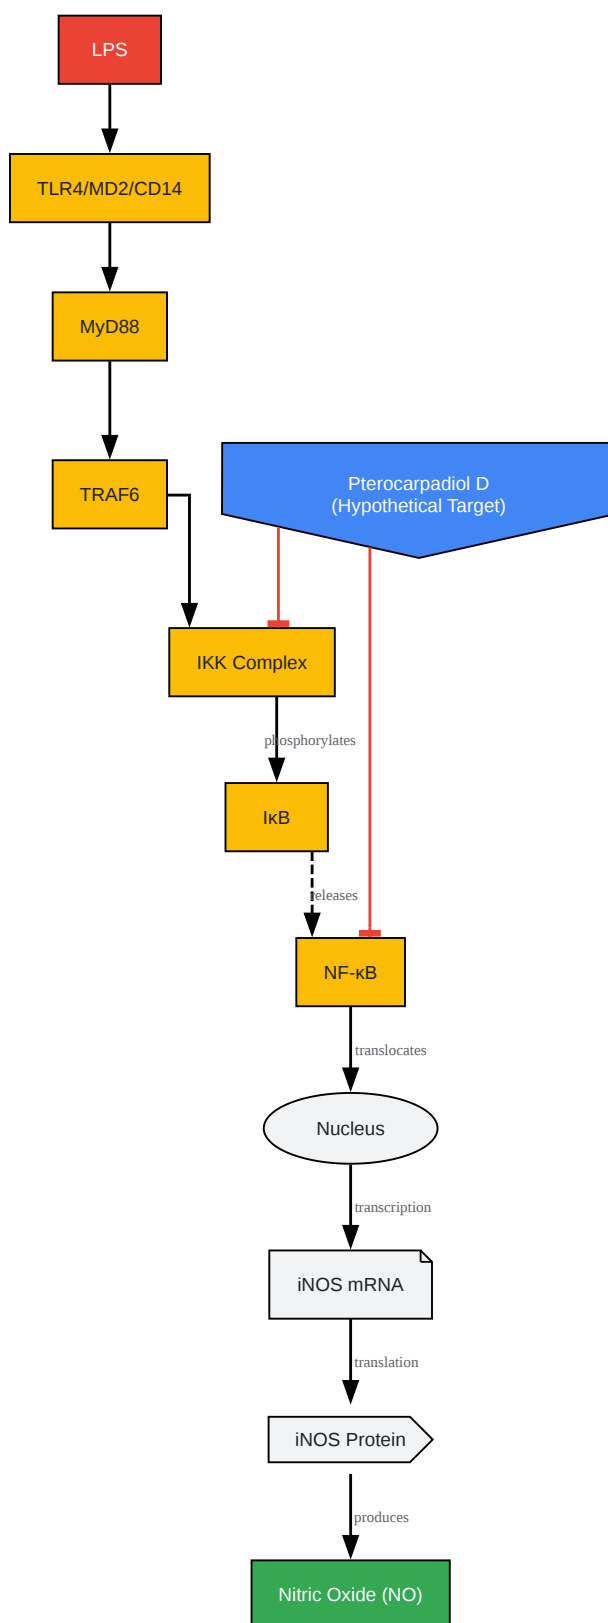 LPS
TLR4/MD2/CD14
MyD88
TRAF6
Pterocarpadiol D
(Hypothetical Target)
IKK Complex
phosphorylates
IκB
releases
NF-κB
translocates
Nucleus
transcription
iNOS mRNA
translation
iNOS Protein
produces
Nitric Oxide (NO)